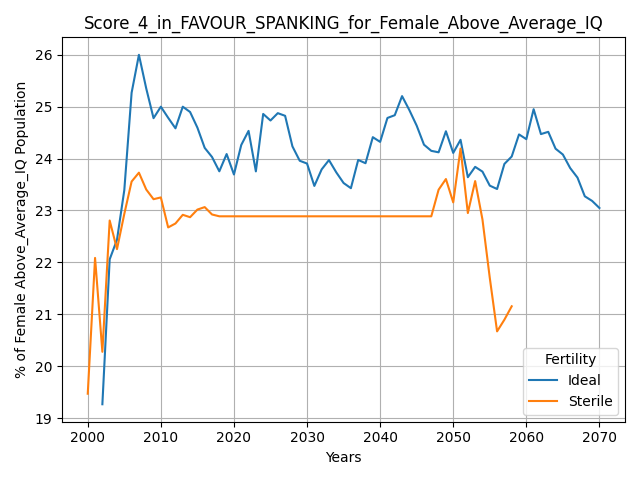 Score_4_in_FAVOUR_SPANKING_for_Female_Above_Average_IQ
% of Female Above_Average_IQ Population
26
25
24
23
22
21
20
19
2000 2010 2020 2030 2040 2050 2060 2070
Years
Fertility
Ideal
Sterile